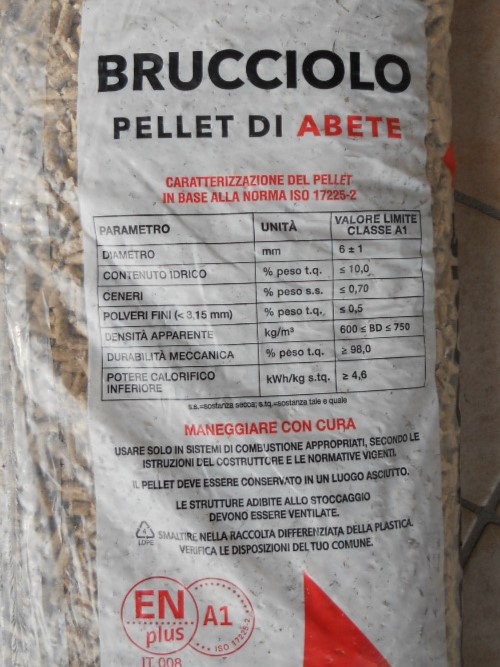 BRUCCIOLO
PELLET DI ABETE
CARATTERIZZAZIONE DEL PELLET
IN BASE ALLA NORMA ISO 17225-2
PARAMETRO UNITÀ VALORE LIMITE CLASSE A1
DIAMETRO mm 6 ± 1
CONTENUTO IDRICO % peso t.q. ≤ 10,0
CENERI % peso s.s. ≤ 0,70
POLVERI FINI (< 3,15 mm) % peso t.q. ≤ 0,5
DENSITÀ APPARENTE kg/m³ 600 ≤ BD ≤ 750
DURABILITÀ MECCANICA % peso t.q. ≥ 98,0
POTERE CALORIFICO INFERIORE kWh/kg s.tq. ≥ 4,6
s.s.=sostanza secca; s.tq.=sostanza tale e quale
MANEGGIARE CON CURA
USARE SOLO IN SISTEMI DI COMBUSTIONE APPROPRIATI, SECONDO LE
ISTRUZIONI DEL COSTRUTTORE E LE NORMATIVE VIGENTI.
IL PELLET DEVE ESSERE CONSERVATO IN UN LUOGO ASCIUTTO.
LE STRUTTURE ADIBITE ALLO STOCCAGGIO
DEVONO ESSERE VENTILATE.
4
LDPE
SMALTIRE NELLA RACCOLTA DIFFERENZIATA DELLA PLASTICA.
VERIFICA LE DISPOSIZIONI DEL TUO COMUNE.
EN
plus
A1
ISO 17225-2
IT 008